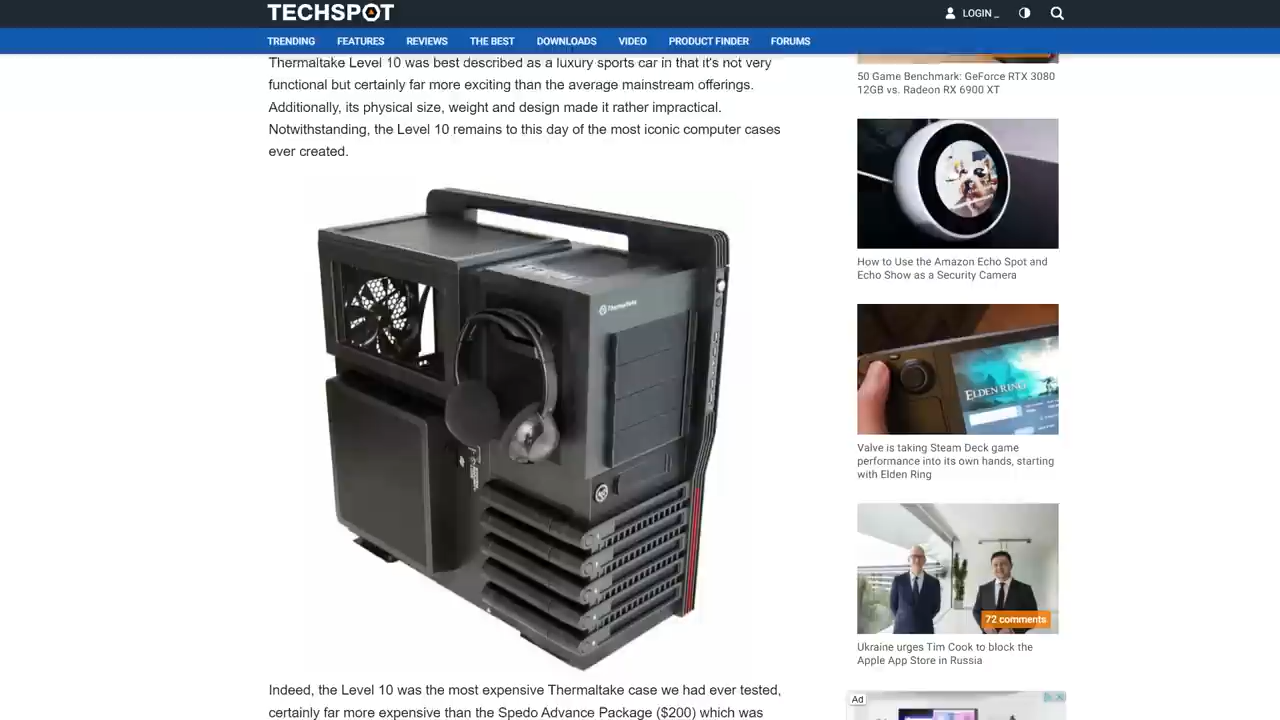 TECHSPOT
LOGIN _
TRENDING FEATURES REVIEWS THE BEST DOWNLOADS VIDEO PRODUCT FINDER FORUMS
Thermaltake Level 10 was best described as a luxury sports car in that it's not very
functional but certainly far more exciting than the average mainstream offerings.
Additionally, its physical size, weight and design made it rather impractical.
Notwithstanding, the Level 10 remains to this day of the most iconic computer cases
ever created.
Thermaltake
Indeed, the Level 10 was the most expensive Thermaltake case we had ever tested,
certainly far more expensive than the Spedo Advance Package ($200) which was
50 Game Benchmark: GeForce RTX 3080
12GB vs. Radeon RX 6900 XT
How to Use the Amazon Echo Spot and
Echo Show as a Security Camera
ELDEN RING
Valve is taking Steam Deck game
performance into its own hands, starting
with Elden Ring
72 comments
Ukraine urges Tim Cook to block the
Apple App Store in Russia
Ad